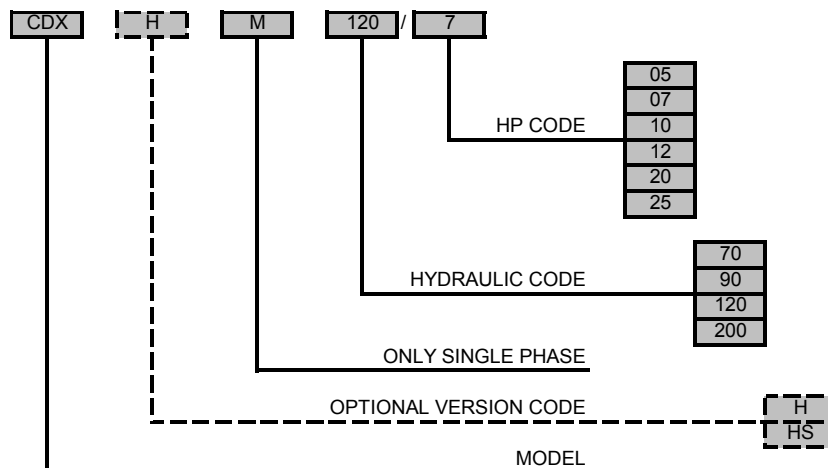 CDX H M 120 / 7
05
07
HP CODE 10
12
20
25
70
HYDRAULIC CODE 90
120
200
ONLY SINGLE PHASE
OPTIONAL VERSION CODE H
HS
MODEL